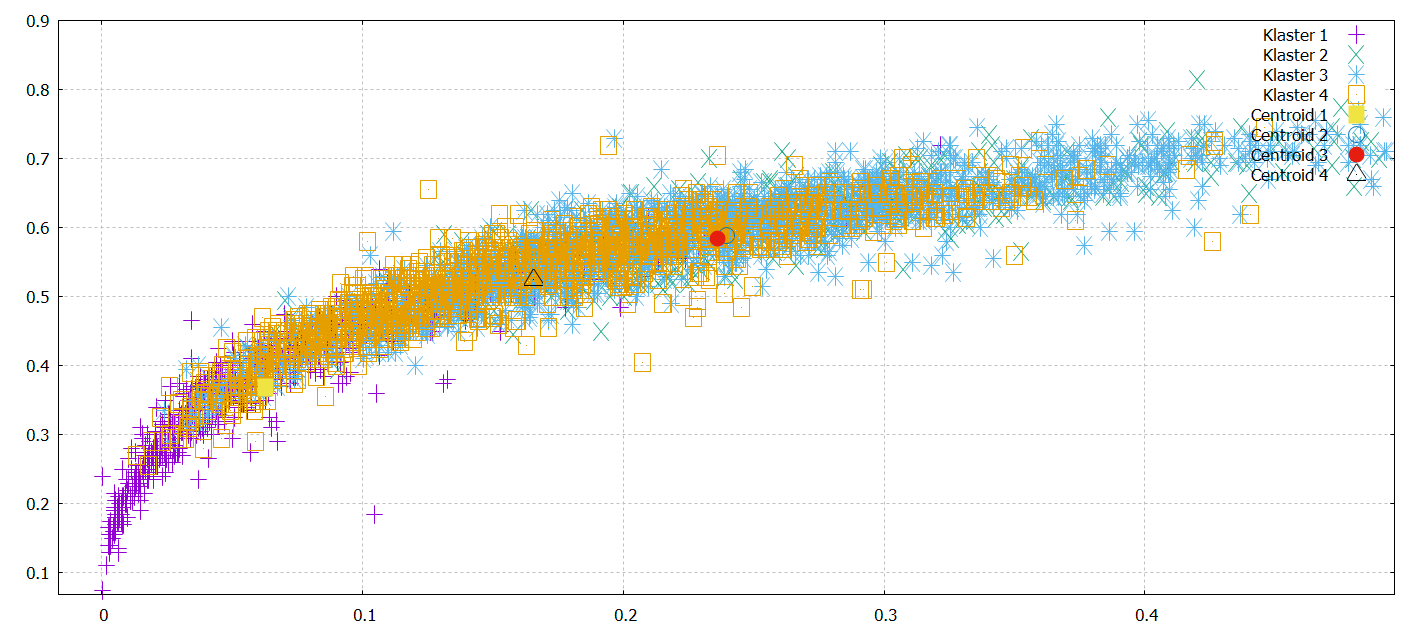 0.9
0.8
0.7
0.6
0.5
0.4
0.3
0.2
0.1
0
0.1
0.2
0.3
0.4
Klaster 1
Klaster 2
Klaster 3
Klaster 4
Centroid 1
Centroid 2
Centroid 3
Centroid 4